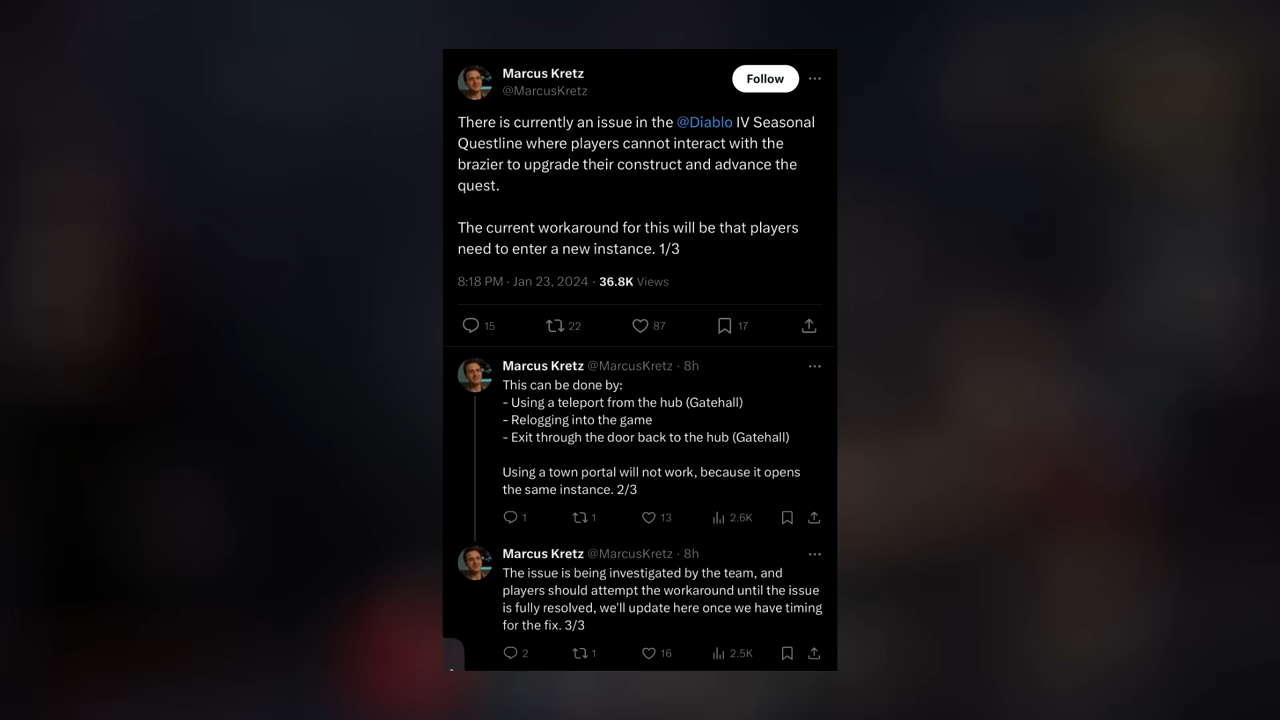 Marcus Kretz
@MarcusKretz
Follow
There is currently an issue in the @Diablo IV Seasonal
Questline where players cannot interact with the
brazier to upgrade their construct and advance the
quest.
The current workaround for this will be that players
need to enter a new instance. 1/3
8:18 PM · Jan 23, 2024 · 36.8K Views
15 22 87 17
Marcus Kretz @MarcusKretz · 8h
This can be done by:
- Using a teleport from the hub (Gatehall)
- Relogging into the game
- Exit through the door back to the hub (Gatehall)
Using a town portal will not work, because it opens
the same instance. 2/3
1 1 13 2.6K
Marcus Kretz @MarcusKretz · 8h
The issue is being investigated by the team, and
players should attempt the workaround until the issue
is fully resolved, we'll update here once we have timing
for the fix. 3/3
2 1 16 2.5K